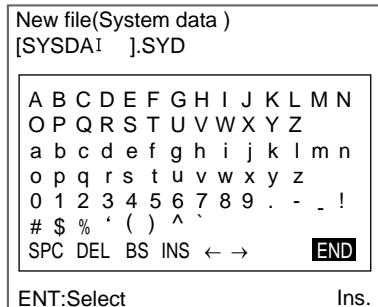 New file(System data )
[SYSDAI ].SYD
A B C D E F G H I J K L M N
O P Q R S T U V W X Y Z
a b c d e f g h i j k l m n
o p q r s t u v w x y z
0 1 2 3 4 5 6 7 8 9 . - _ !
# $ % ‘ ( ) ^ `
SPC DEL BS INS ← → END
ENT:Select Ins.